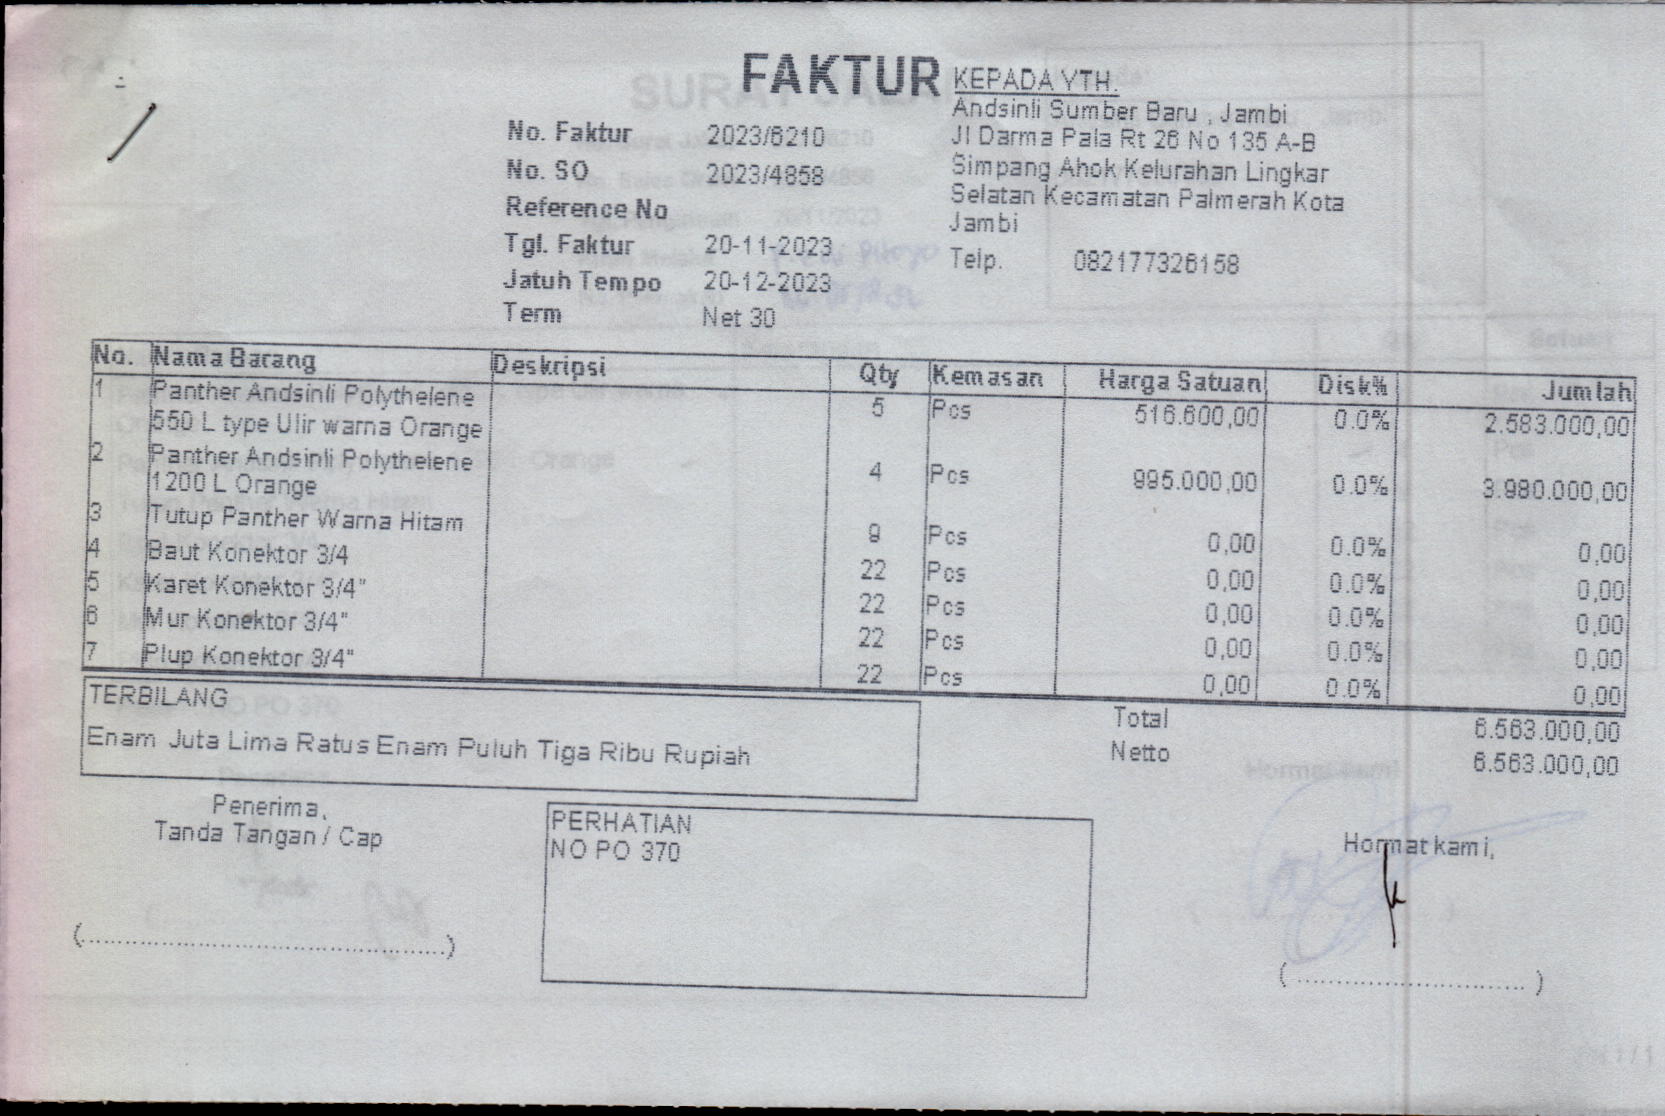 FAKTUR
No. Faktur 2023/6210
No. SO 2023/4858
Reference No
Tgl. Faktur 20-11-2023
Jatuh Tempo 20-12-2023
Term Net 30
KEPADA YTH.
Andsinli Sumber Baru , Jambi
Jl Darma Pala Rt 26 No 135 A-B
Simpang Ahok Kelurahan Lingkar
Selatan Kecamatan Palmerah Kota
Jambi
Telp. 082177326158
No. Nama Barang Deskripsi Qty Kemasan Harga Satuan Disk% Jumlah
1 Panther Andsinli Polythelene
550 L type Ulir warna Orange 5 Pcs 516.600,00 0.0% 2.583.000,00
2 Panther Andsinli Polythelene
1200 L Orange 4 Pcs 995.000,00 0.0% 3.980.000,00
3 Tutup Panther Warna Hitam 9 Pcs 0,00 0.0% 0,00
4 Baut Konektor 3/4 22 Pcs 0,00 0.0% 0,00
5 Karet Konektor 3/4" 22 Pcs 0,00 0.0% 0,00
6 Mur Konektor 3/4" 22 Pcs 0,00 0.0% 0,00
7 Plup Konektor 3/4" 22 Pcs 0,00 0.0% 0,00
TERBILANG
Enam Juta Lima Ratus Enam Puluh Tiga Ribu Rupiah
Total 6.563.000,00
Netto 6.563.000,00
Penerima,
Tanda Tangan / Cap
PERHATIAN
NO PO 370
Hormat kami,